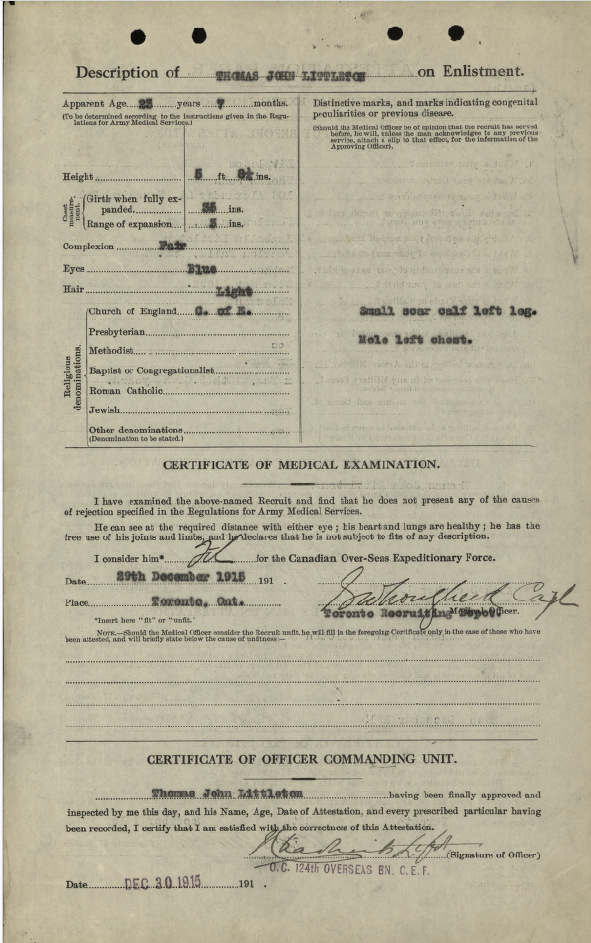 Description of THOMAS JOHN LITTLETON on Enlistment.
Apparent Age 23 years 7 months.
(To be determined according to the instructions given in the Regu-
lations for Army Medical Services.)
Height 5 ft 9½ ins.
Chest measure-ment.
Girth when fully ex-
panded 35 ins.
Range of expansion 3 ins.
Complexion Fair
Eyes Blue
Hair Light
Religious denominations.
Church of England C. of E.
Presbyterian
Methodist
Baptist or Congregationalist
Roman Catholic
Jewish
Other denominations
(Denomination to be stated.)
Distinctive marks, and marks indicating congenital
peculiarities or previous disease.
(Should the Medical Officer be of opinion that the recruit has served
before, he will, unless the man acknowledges to any previous
service, attach a slip to that effect, for the information of the
Approving Officer).
Small scar calf left leg.
Mole left chest.
CERTIFICATE OF MEDICAL EXAMINATION.
I have examined the above-named Recruit and find that he does not present any of the causes
of rejection specified in the Regulations for Army Medical Services.
He can see at the required distance with either eye; his heart and lungs are healthy; he has the
free use of his joints and limbs, and he declares that he is not subject to fits of any description.
I consider him* Fit for the Canadian Over-Seas Expeditionary Force.
Date 29th December 1915 191 .
Place Toronto, Ont.
Capt
Medical Officer.
Toronto Recruiting Depot.
*Insert here "fit" or "unfit."
NOTE.—Should the Medical Officer consider the Recruit unfit, he will fill in the foregoing Certificate only in the case of those who have
been attested, and will briefly state below the cause of unfitness:—
CERTIFICATE OF OFFICER COMMANDING UNIT.
Thomas John Littleton having been finally approved and
inspected by me this day, and his Name, Age, Date of Attestation, and every prescribed particular having
been recorded, I certify that I am satisfied with the correctness of this Attestation.
(Signature of Officer)
O.C. 124th OVERSEAS BN. C.E.F.
Date DEC 30 1915 191 .